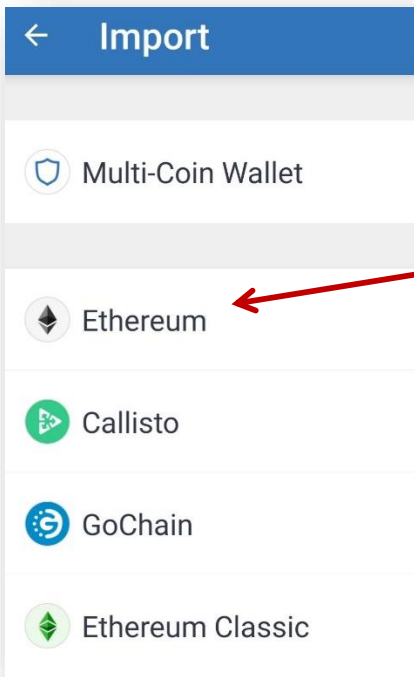 Import
Multi-Coin Wallet
Ethereum
Callisto
GoChain
Ethereum Classic